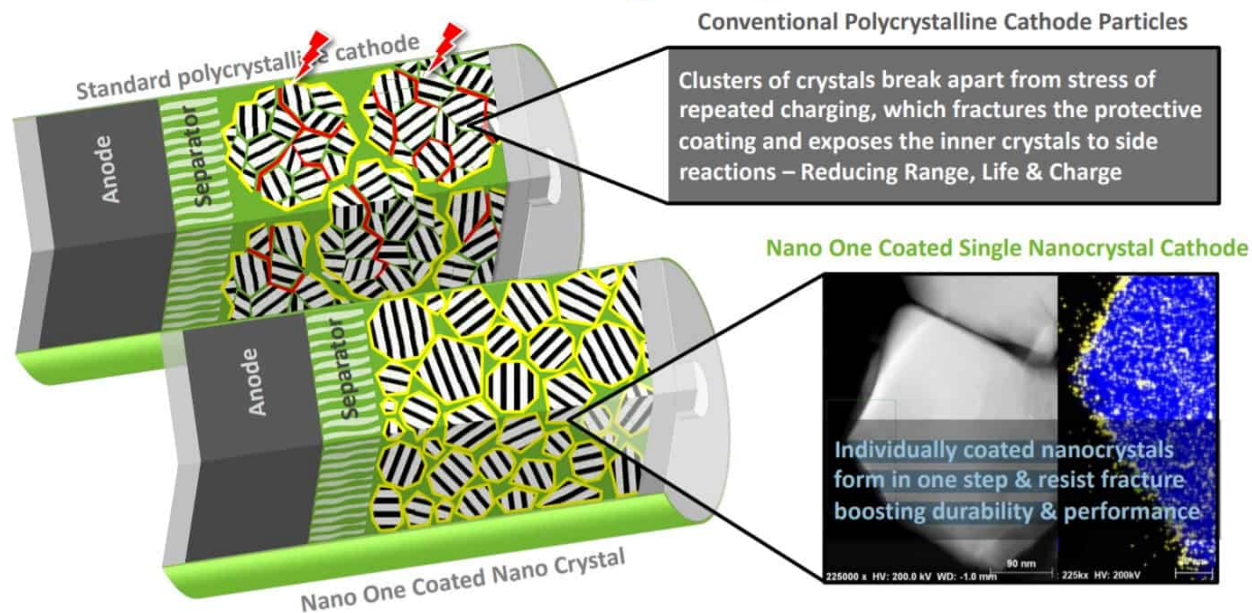 Conventional Polycrystalline Cathode Particles
Standard polycrystalline cathode
Clusters of crystals break apart from stress of
repeated charging, which fractures the protective
coating and exposes the inner crystals to side
reactions – Reducing Range, Life & Charge
Anode
Separator
Nano One Coated Single Nanocrystal Cathode
Anode
Separator
Individually coated nanocrystals
form in one step & resist fracture
boosting durability & performance
90 nm
225000 x HV: 200.0 kV WD: -1.0 mm
225kx HV: 200kV
Nano One Coated Nano Crystal